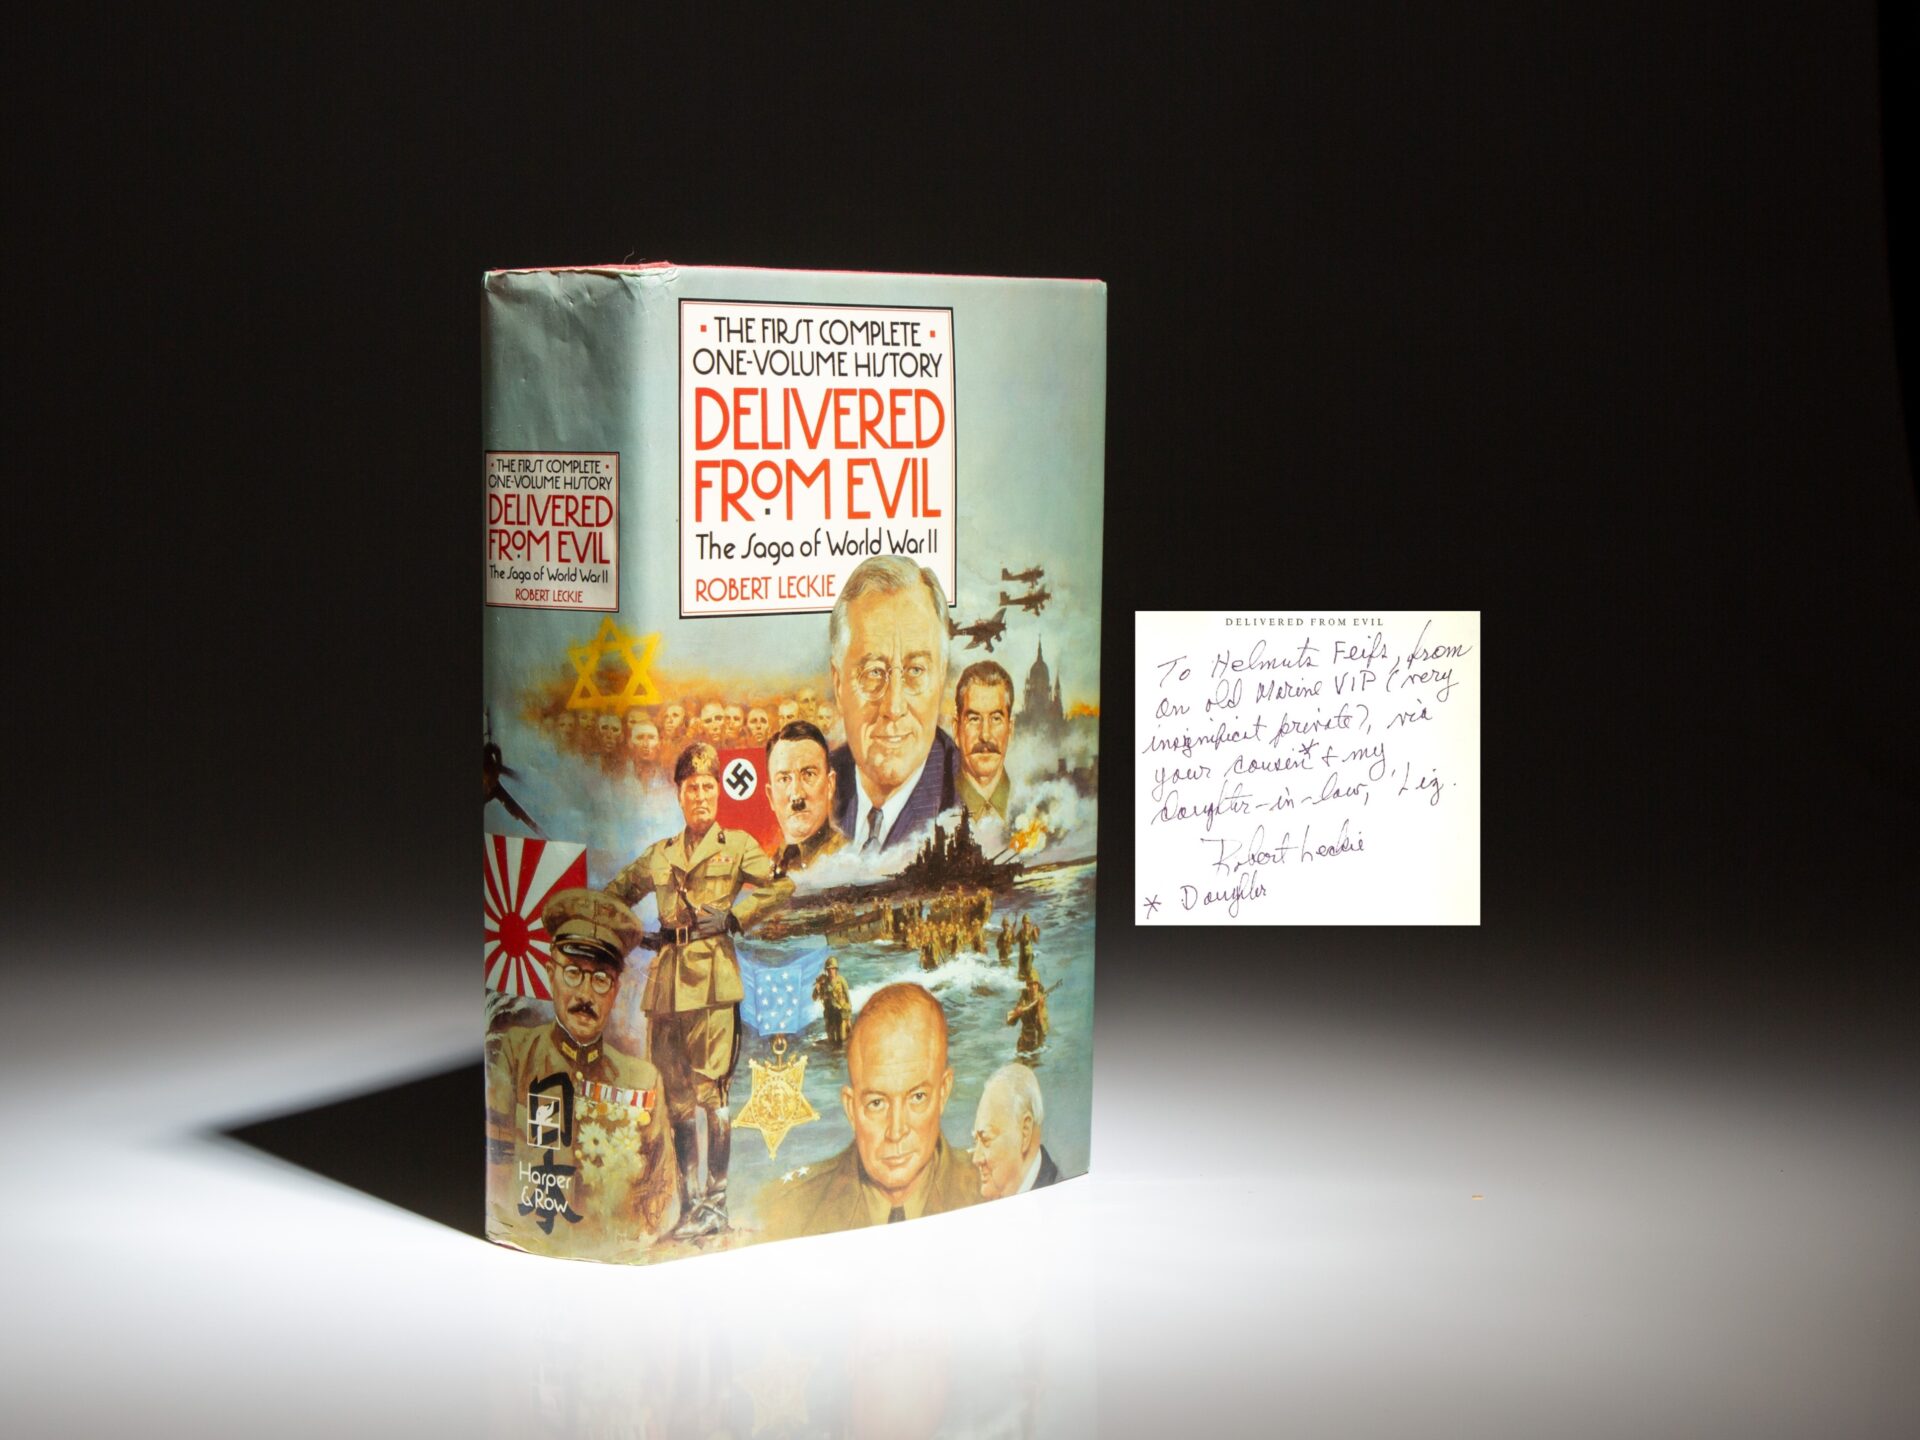 · THE FIRST COMPLETE ·
ONE-VOLUME HISTORY
DELIVERED
FROM EVIL
The Saga of World War II
ROBERT LECKIE
· THE FIRST COMPLETE ·
ONE-VOLUME HISTORY
DELIVERED
FROM EVIL
The Saga of World War II
ROBERT LECKIE
Harper
& Row
DELIVERED FROM EVIL
To Helmuts Feifs, from
an old Marine VIP (very
insignificat private), via
your cousin* & my
daughter-in-law, Liz.
Robert Leckie
* Daughter